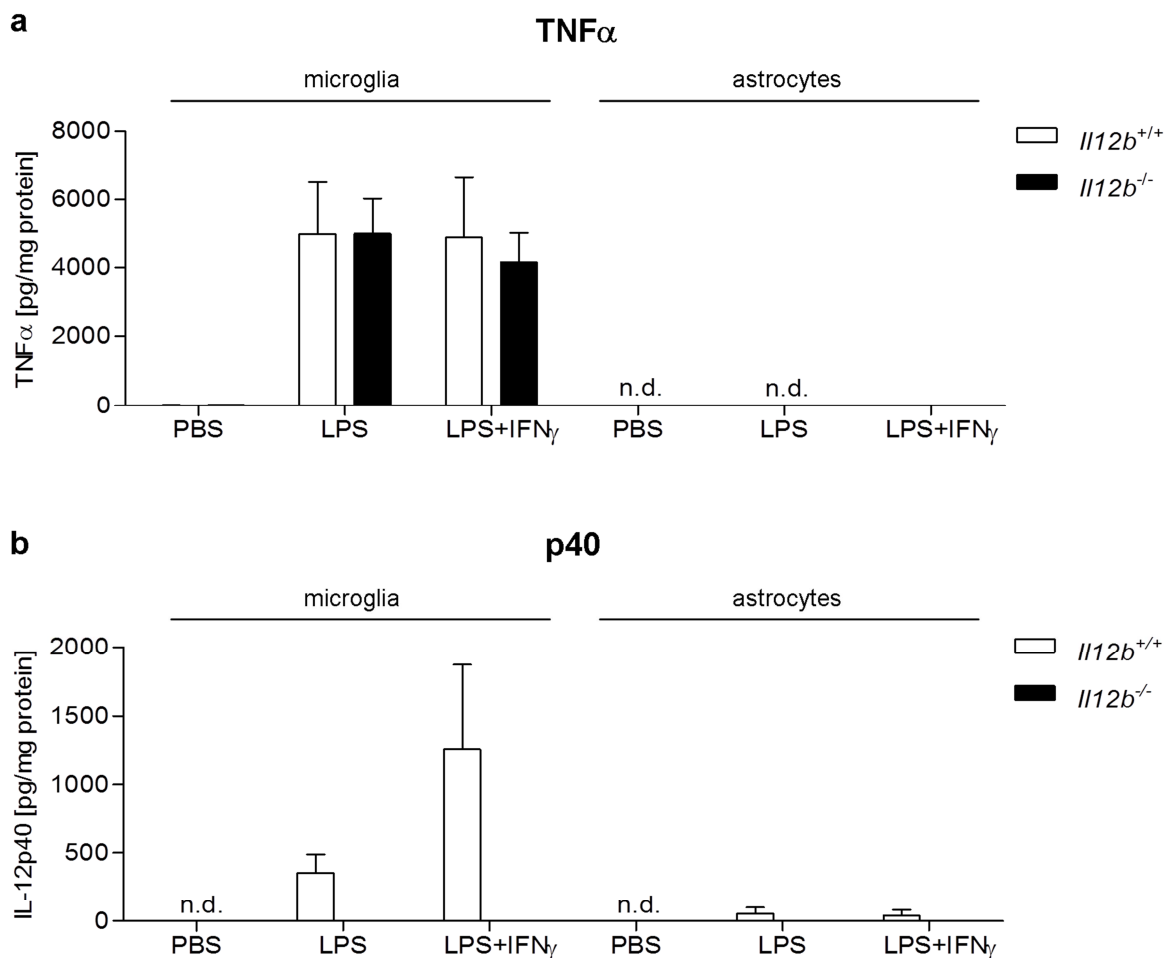 a
TNFα
microglia astrocytes
Il12b+/+
Il12b-/-
TNFα [pg/mg protein]
8000
6000
4000
2000
0
n.d. n.d.
PBS LPS LPS+IFNγ PBS LPS LPS+IFNγ
b
p40
microglia astrocytes
Il12b+/+
Il12b-/-
IL-12p40 [pg/mg protein]
2000
1500
1000
500
0
n.d. n.d.
PBS LPS LPS+IFNγ PBS LPS LPS+IFNγ